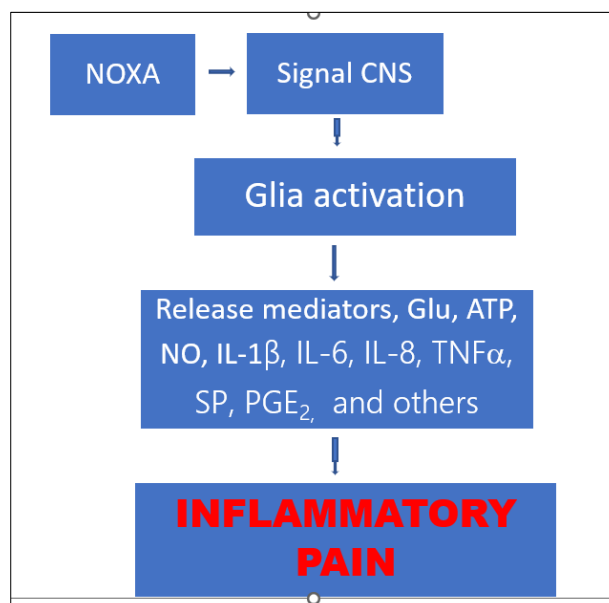 NOXA
Signal CNS
Glia activation
Release mediators, Glu, ATP,
NO, IL-1β, IL-6, IL-8, TNFα,
SP, PGE2, and others
INFLAMMATORY
PAIN